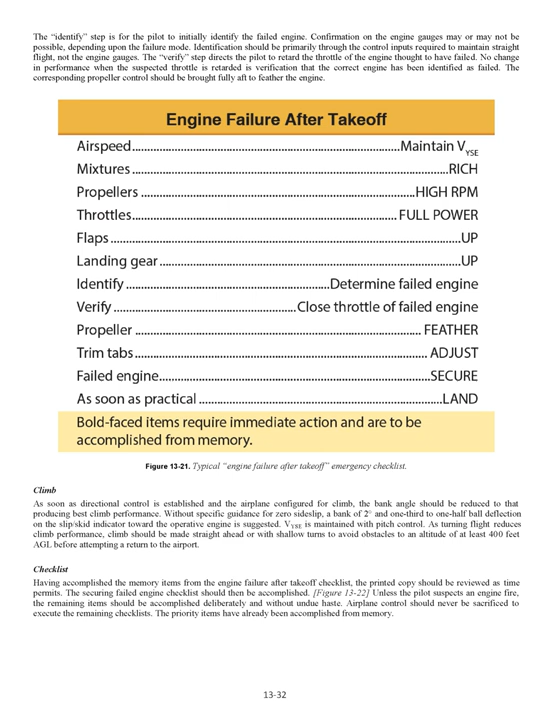 The “identify” step is for the pilot to initially identify the failed engine. Confirmation on the engine gauges may or may not be
possible, depending upon the failure mode. Identification should be primarily through the control inputs required to maintain straight
flight, not the engine gauges. The “verify” step directs the pilot to retard the throttle of the engine thought to have failed. No change
in performance when the suspected throttle is retarded is verification that the correct engine has been identified as failed. The
corresponding propeller control should be brought fully aft to feather the engine.
Engine Failure After Takeoff
Airspeed..........Maintain VYSE
Mixtures..........RICH
Propellers..........HIGH RPM
Throttles..........FULL POWER
Flaps..........UP
Landing gear..........UP
Identify..........Determine failed engine
Verify..........Close throttle of failed engine
Propeller..........FEATHER
Trim tabs..........ADJUST
Failed engine..........SECURE
As soon as practical..........LAND
Bold-faced items require immediate action and are to be
accomplished from memory.
Figure 13-21. Typical “engine failure after takeoff” emergency checklist.
Climb
As soon as directional control is established and the airplane configured for climb, the bank angle should be reduced to that
producing best climb performance. Without specific guidance for zero sideslip, a bank of 2° and one-third to one-half ball deflection
on the slip/skid indicator toward the operative engine is suggested. VYSE is maintained with pitch control. As turning flight reduces
climb performance, climb should be made straight ahead or with shallow turns to avoid obstacles to an altitude of at least 400 feet
AGL before attempting a return to the airport.
Checklist
Having accomplished the memory items from the engine failure after takeoff checklist, the printed copy should be reviewed as time
permits. The securing failed engine checklist should then be accomplished. [Figure 13-22] Unless the pilot suspects an engine fire,
the remaining items should be accomplished deliberately and without undue haste. Airplane control should never be sacrificed to
execute the remaining checklists. The priority items have already been accomplished from memory.
13-32